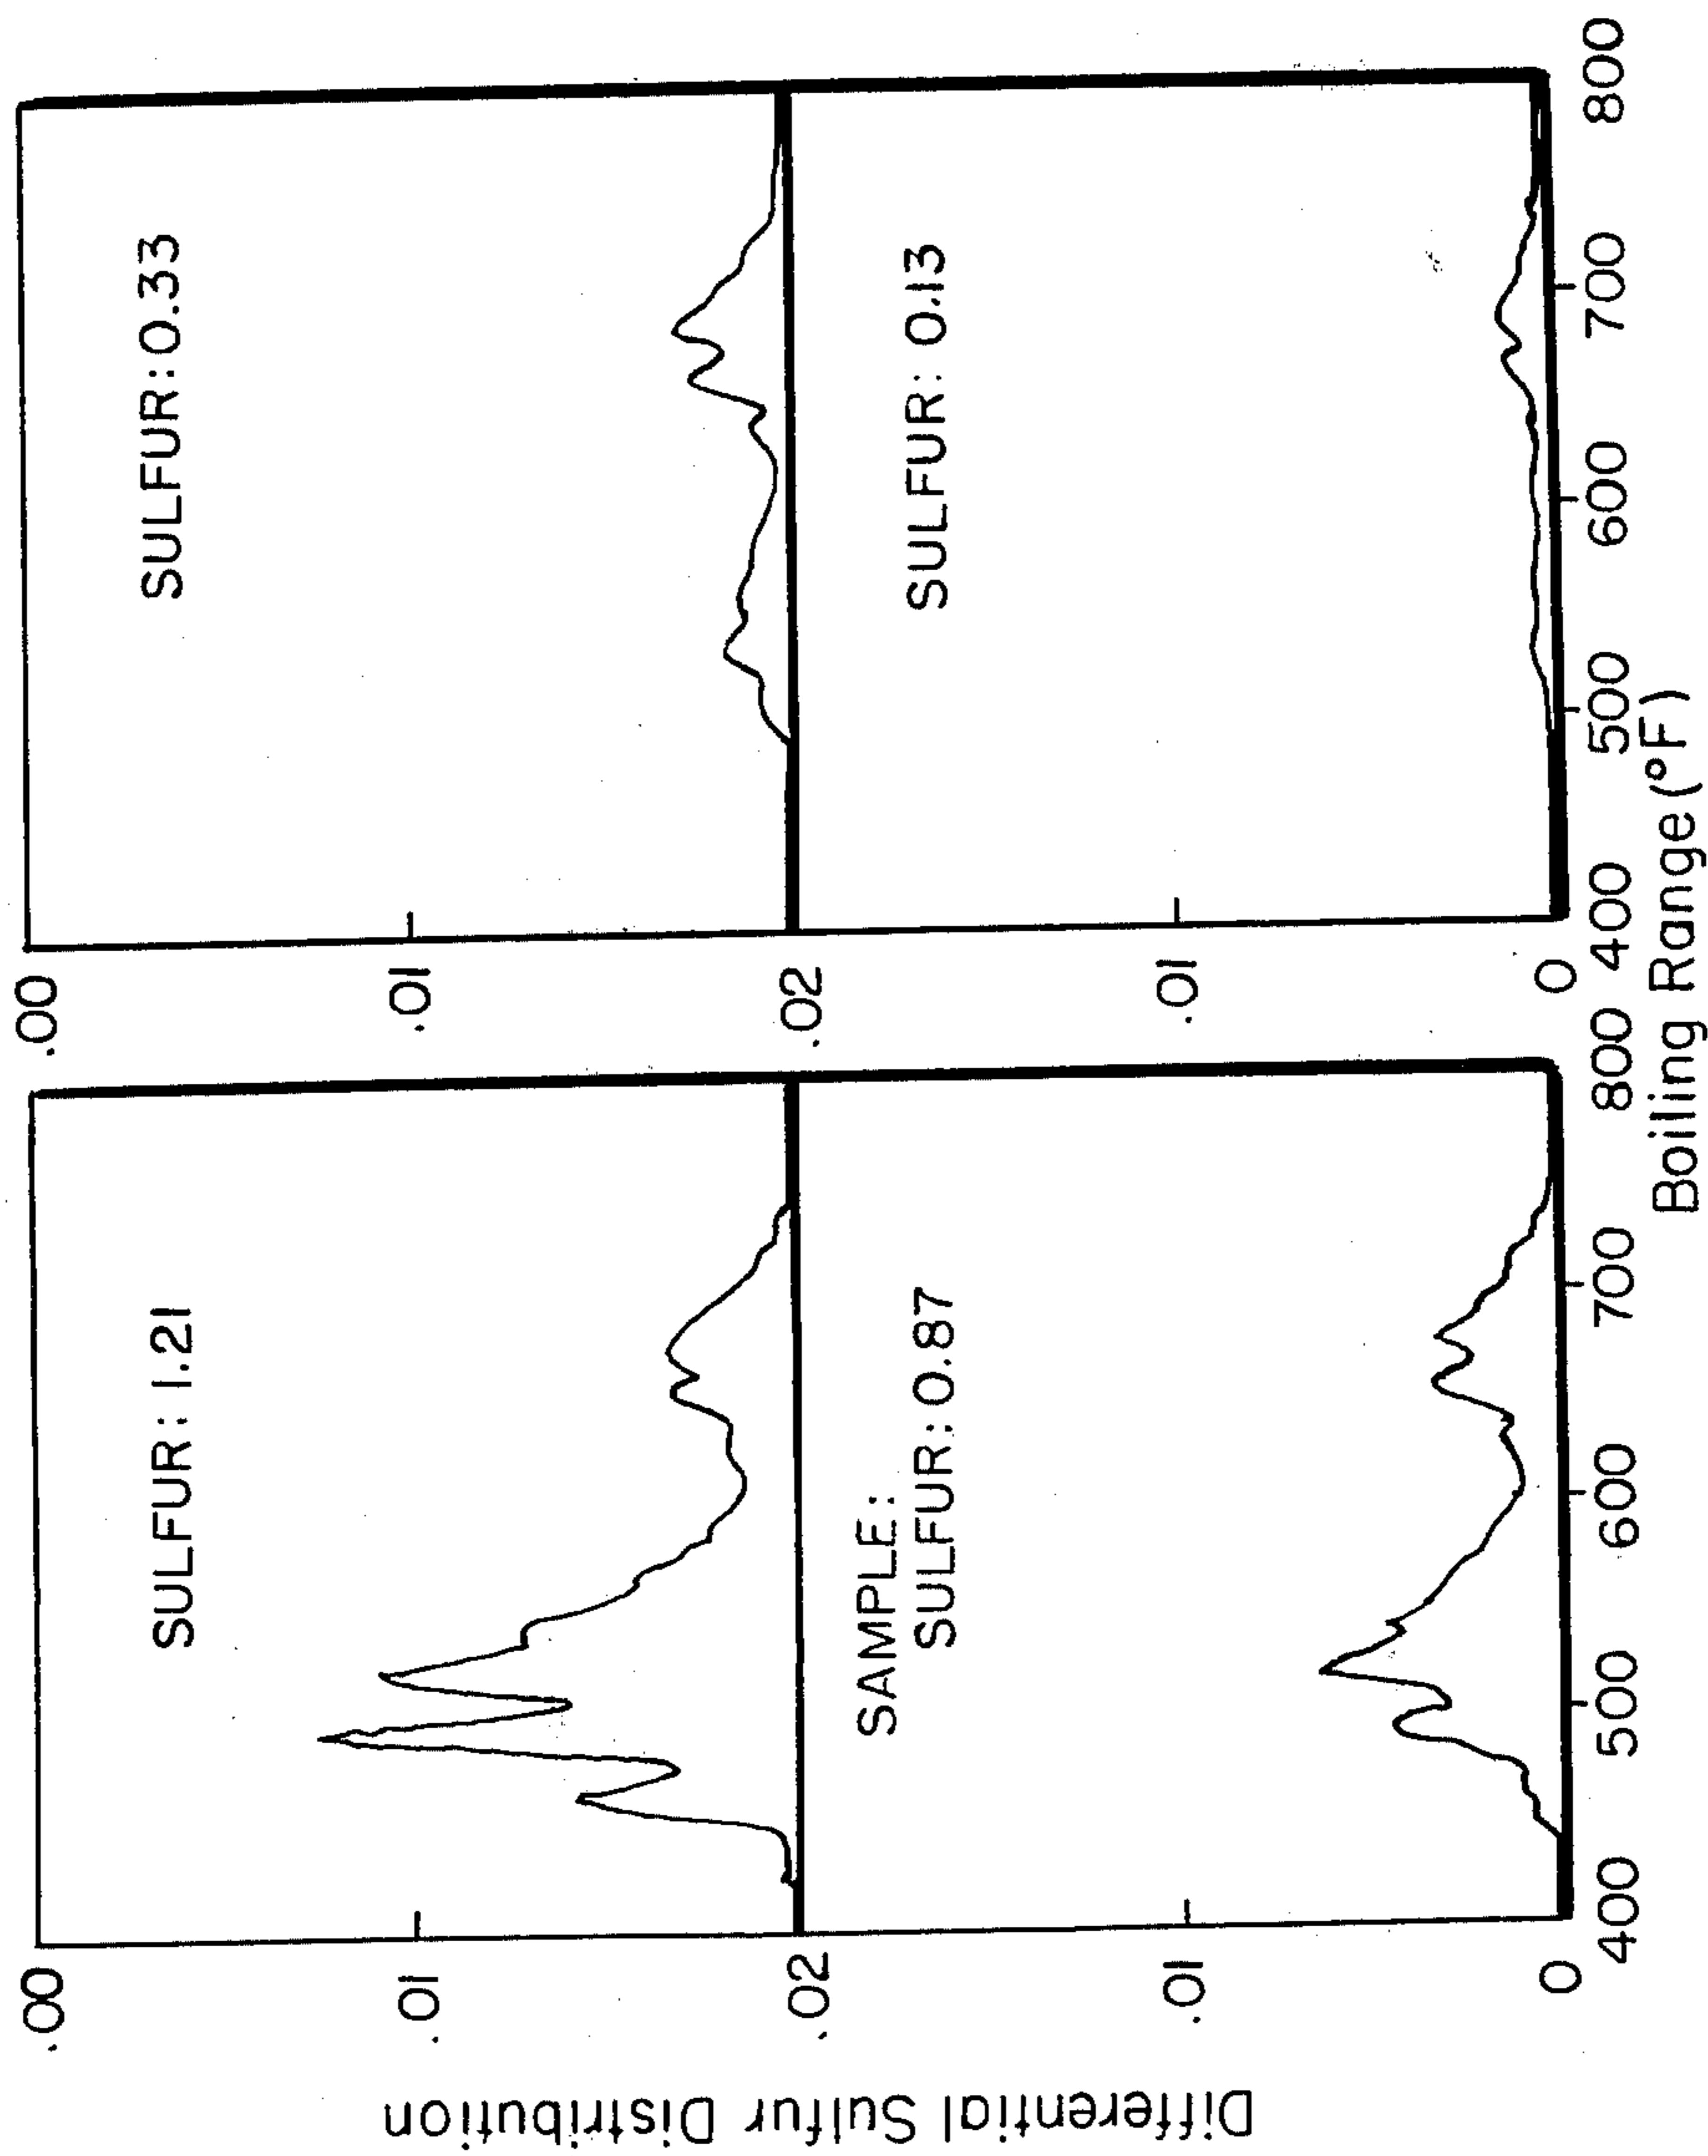 Differential Sulfur Distribution
.00
.01
.02
.01
0
SULFUR: 1.21
SAMPLE:
SULFUR: 0.87
400
500
600
700
800
.00
.01
.02
.01
0
SULFUR: 0.33
SULFUR: 0.13
400
500
600
700
800
Boiling Range (°F)